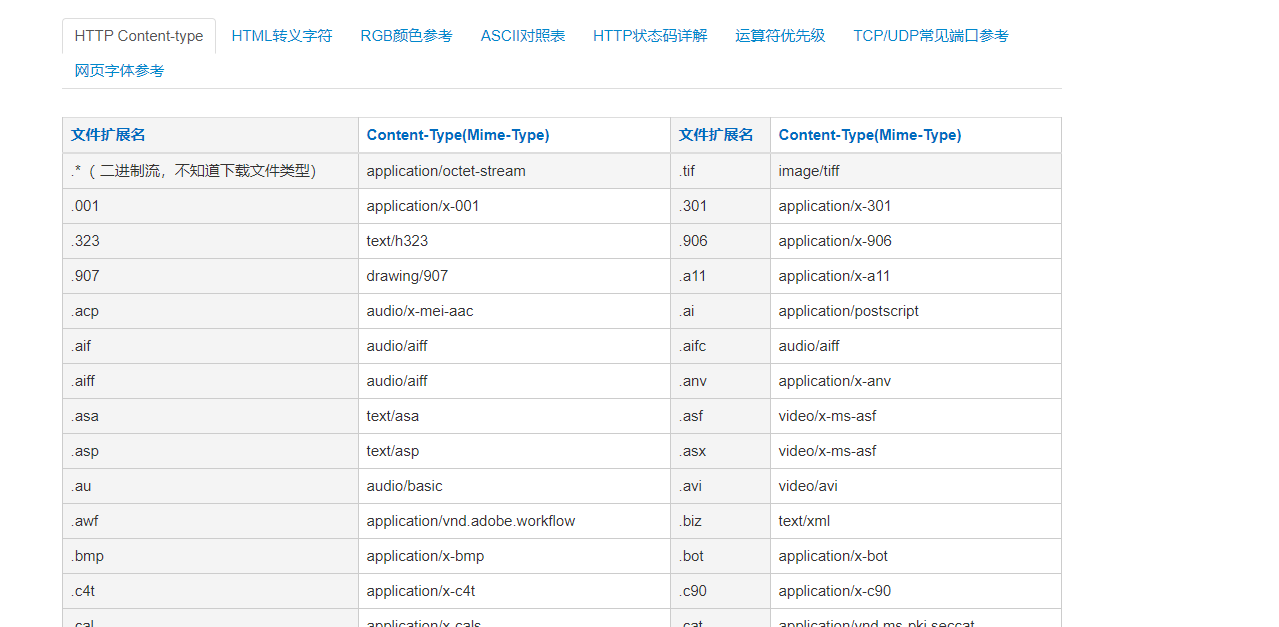 HTTP Content-type HTML转义字符 RGB颜色参考 ASCII对照表 HTTP状态码详解 运算符优先级 TCP/UDP常见端口参考
网页字体参考
文件扩展名 Content-Type(Mime-Type) 文件扩展名 Content-Type(Mime-Type)
.*（ 二进制流，不知道下载文件类型） application/octet-stream .tif image/tiff
.001 application/x-001 .301 application/x-301
.323 text/h323 .906 application/x-906
.907 drawing/907 .a11 application/x-a11
.acp audio/x-mei-aac .ai application/postscript
.aif audio/aiff .aifc audio/aiff
.aiff audio/aiff .anv application/x-anv
.asa text/asa .asf video/x-ms-asf
.asp text/asp .asx video/x-ms-asf
.au audio/basic .avi video/avi
.awf application/vnd.adobe.workflow .biz text/xml
.bmp application/x-bmp .bot application/x-bot
.c4t application/x-c4t .c90 application/x-c90
.cal application/x-cals .cat application/vnd.ms-pki.seccat